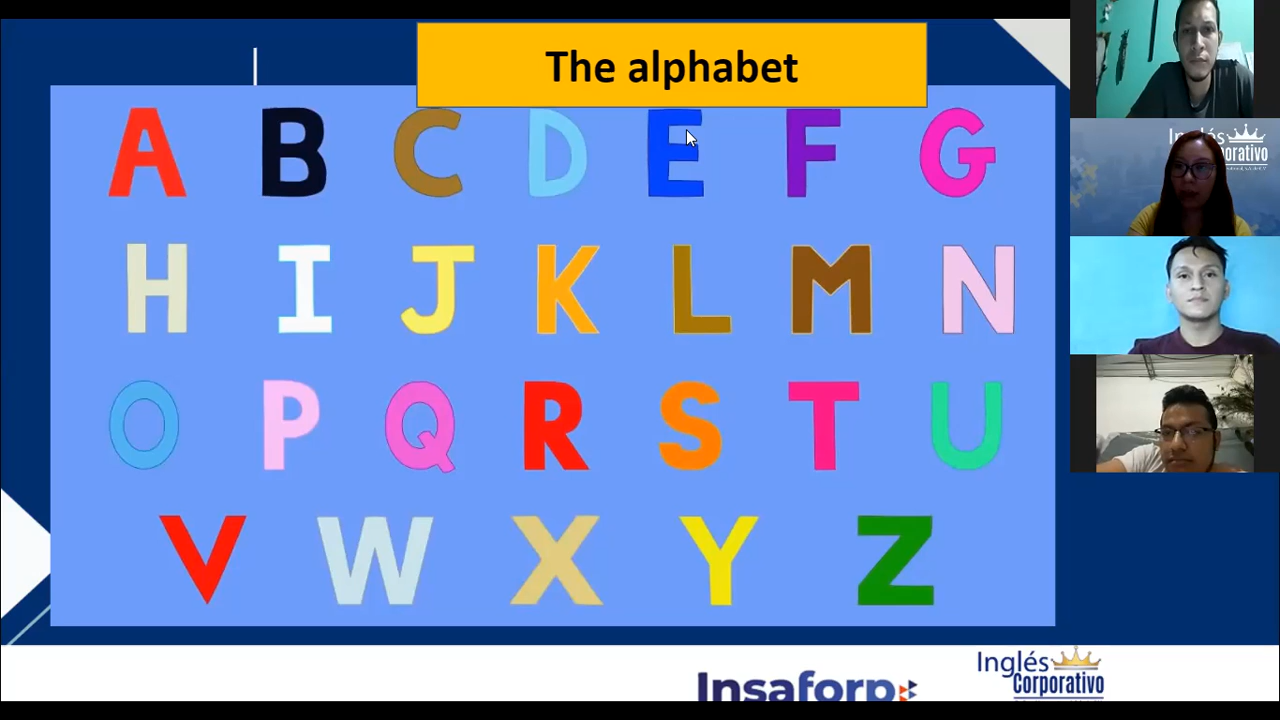 The alphabet
A B C D E F G
H I J K L M N
O P Q R S T U
V W X Y Z
Insaforp
Inglés
Corporativo
Inglés
Corporativo